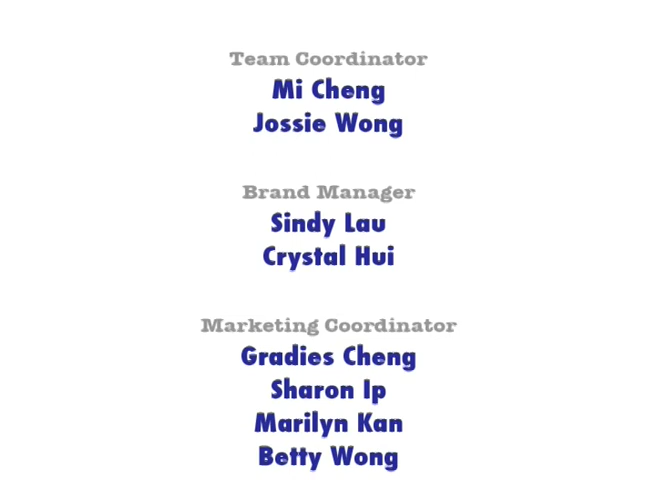 Team Coordinator
Mi Cheng
Jossie Wong
Brand Manager
Sindy Lau
Crystal Hui
Marketing Coordinator
Gradies Cheng
Sharon Ip
Marilyn Kan
Betty Wong